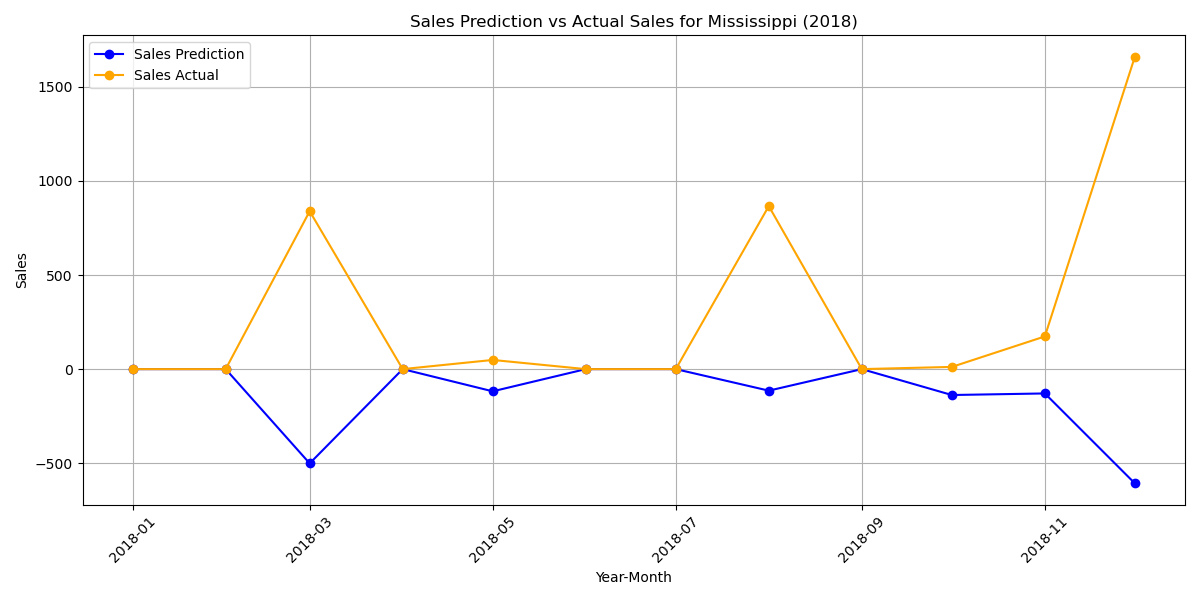 Sales Prediction vs Actual Sales for Mississippi (2018)
Sales Prediction
Sales Actual
1500
1000
500
0
−500
Sales
2018-01
2018-03
2018-05
2018-07
2018-09
2018-11
Year-Month